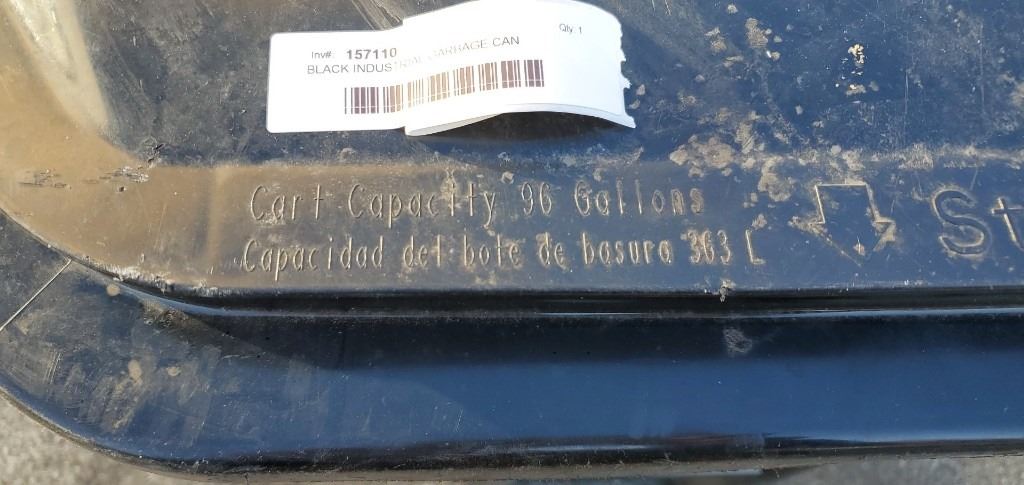 Inv#: 157110
Qty: 1
BLACK INDUSTRIAL GARBAGE CAN
Cart Capacity 96 Gallons
Capacidad del bote de basura 363 L
St